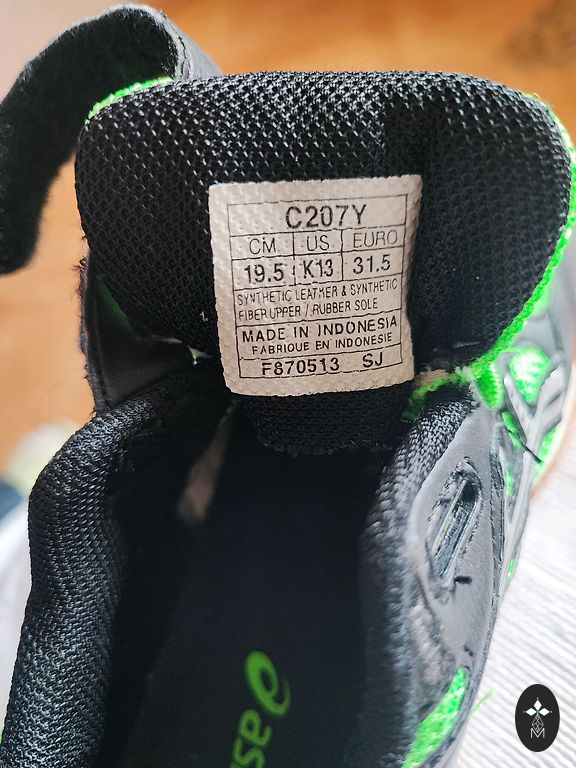 C207Y
CM US EURO
19.5 K13 31.5
SYNTHETIC LEATHER & SYNTHETIC
FIBER UPPER / RUBBER SOLE
MADE IN INDONESIA
FABRIQUE EN INDONESIE
F870513 SJ
as
M